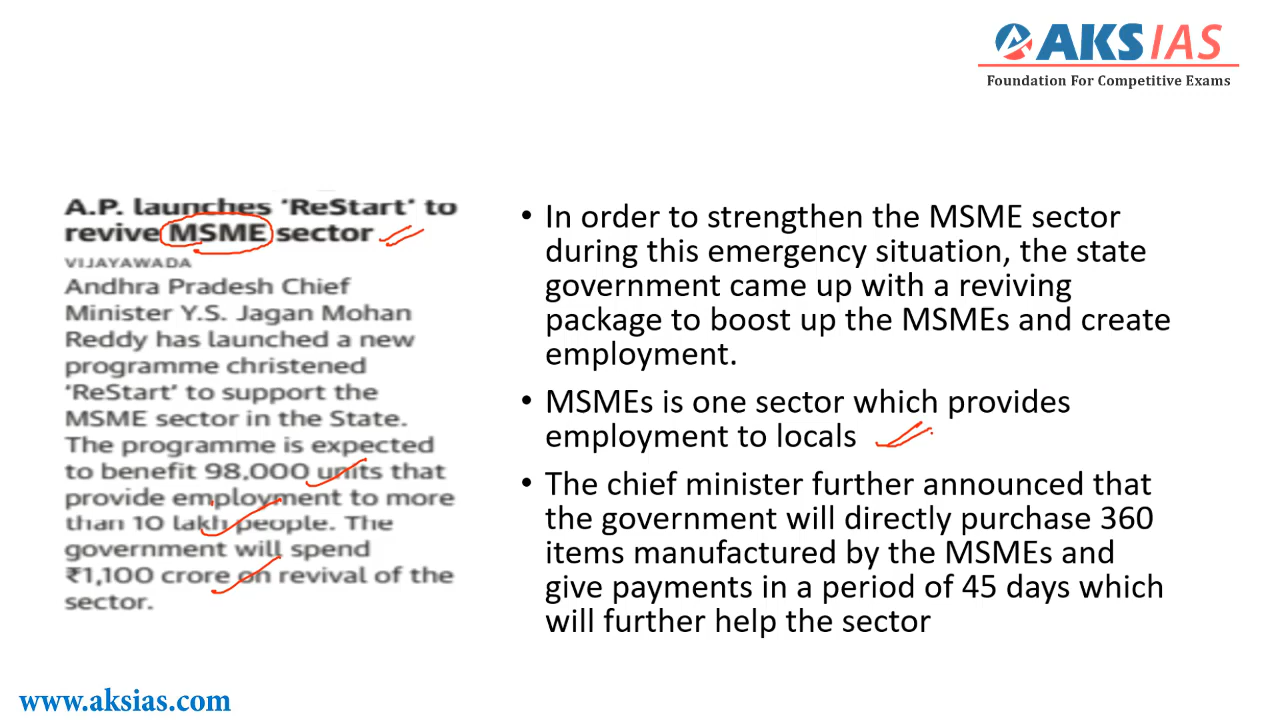 AKS IAS
Foundation For Competitive Exams
A.P. launches ‘ReStart’ to
revive MSME sector
VIJAYAWADA
Andhra Pradesh Chief
Minister Y.S. Jagan Mohan
Reddy has launched a new
programme christened
‘ReStart’ to support the
MSME sector in the State.
The programme is expected
to benefit 98,000 units that
provide employment to more
than 10 lakh people. The
government will spend
₹1,100 crore on revival of the
sector.
• In order to strengthen the MSME sector
during this emergency situation, the state
government came up with a reviving
package to boost up the MSMEs and create
employment.
• MSMEs is one sector which provides
employment to locals
• The chief minister further announced that
the government will directly purchase 360
items manufactured by the MSMEs and
give payments in a period of 45 days which
will further help the sector
www.aksias.com